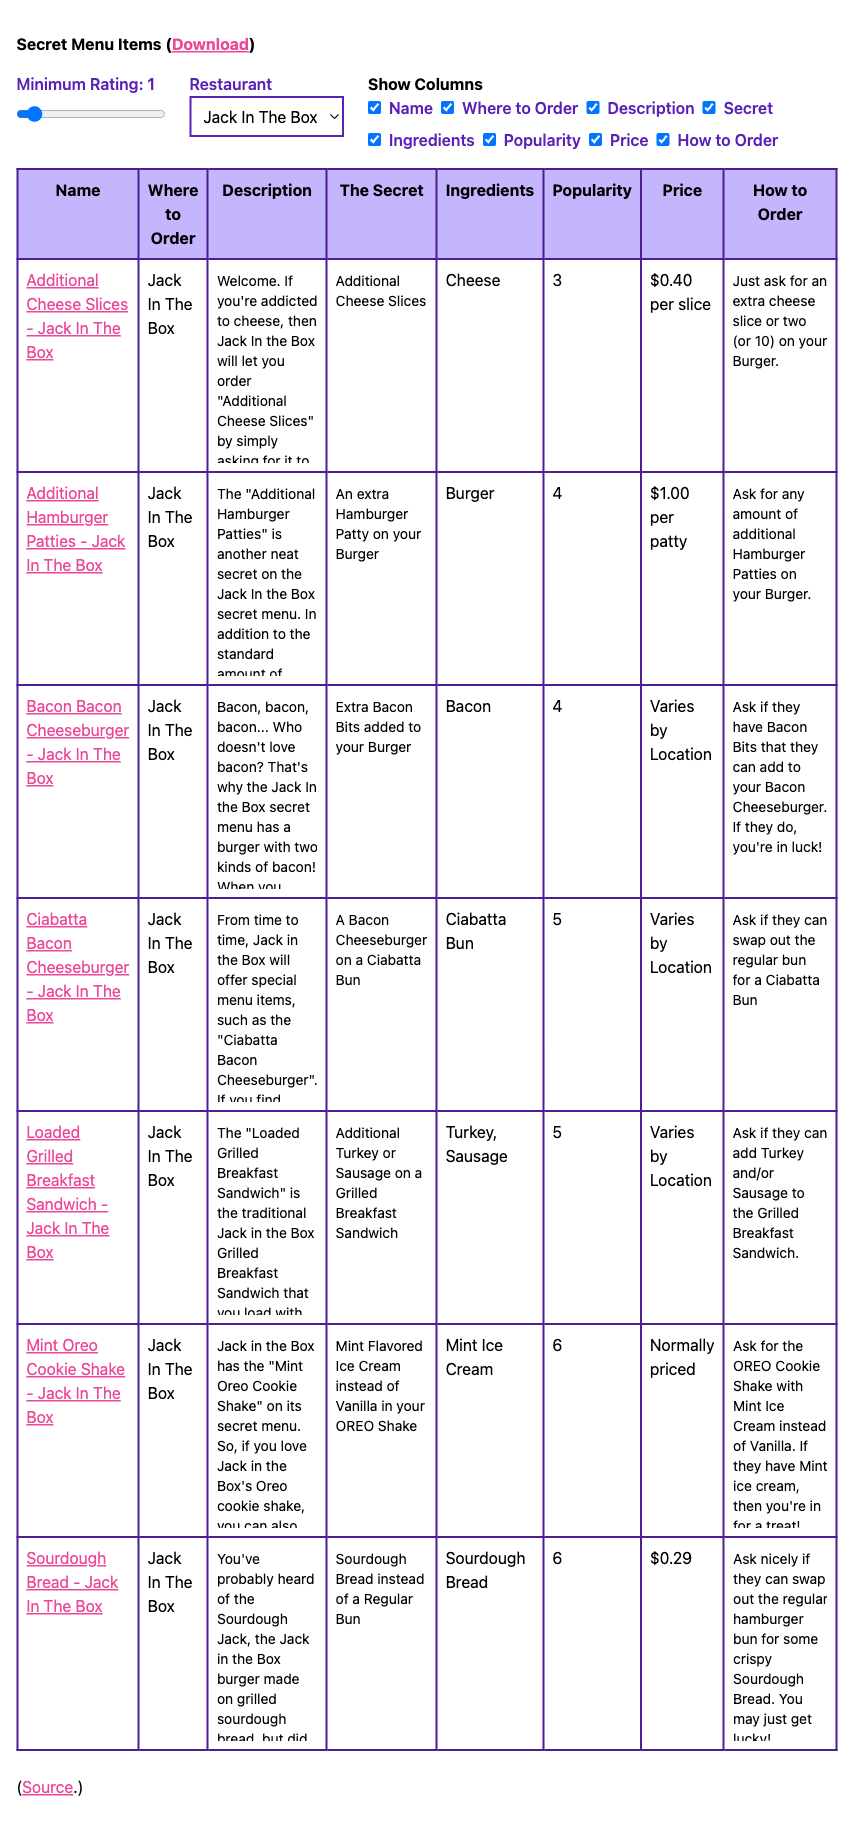 Secret Menu Items (Download)
Minimum Rating: 1
Restaurant
Jack In The Box
Show Columns
Name Where to Order Description Secret
Ingredients Popularity Price How to Order
Name
Where
to
Order
Description
The Secret
Ingredients
Popularity
Price
How to
Order
Additional
Cheese Slices
- Jack In The
Box
Jack
In The
Box
Welcome. If
you're addicted
to cheese, then
Jack In the Box
will let you
order
"Additional
Cheese Slices"
by simply
asking for it to
Additional
Cheese Slices
Cheese
3
$0.40
per slice
Just ask for an
extra cheese
slice or two
(or 10) on your
Burger.
Additional
Hamburger
Patties - Jack
In The Box
Jack
In The
Box
The "Additional
Hamburger
Patties" is
another neat
secret on the
Jack In the Box
secret menu. In
addition to the
standard
amount of
An extra
Hamburger
Patty on your
Burger
Burger
4
$1.00
per
patty
Ask for any
amount of
additional
Hamburger
Patties on
your Burger.
Bacon Bacon
Cheeseburger
- Jack In The
Box
Jack
In The
Box
Bacon, bacon,
bacon... Who
doesn't love
bacon? That's
why the Jack In
the Box secret
menu has a
burger with two
kinds of bacon!
When you
Extra Bacon
Bits added to
your Burger
Bacon
4
Varies
by
Location
Ask if they
have Bacon
Bits that they
can add to
your Bacon
Cheeseburger.
If they do,
you're in luck!
Ciabatta
Bacon
Cheeseburger
- Jack In The
Box
Jack
In The
Box
From time to
time, Jack in
the Box will
offer special
menu items,
such as the
"Ciabatta
Bacon
Cheeseburger".
If you find
A Bacon
Cheeseburger
on a Ciabatta
Bun
Ciabatta
Bun
5
Varies
by
Location
Ask if they can
swap out the
regular bun
for a Ciabatta
Bun
Loaded
Grilled
Breakfast
Sandwich -
Jack In The
Box
Jack
In The
Box
The "Loaded
Grilled
Breakfast
Sandwich" is
the traditional
Jack in the Box
Grilled
Breakfast
Sandwich that
you load with
Additional
Turkey or
Sausage on a
Grilled
Breakfast
Sandwich
Turkey,
Sausage
5
Varies
by
Location
Ask if they can
add Turkey
and/or
Sausage to
the Grilled
Breakfast
Sandwich.
Mint Oreo
Cookie Shake
- Jack In The
Box
Jack
In The
Box
Jack in the Box
has the "Mint
Oreo Cookie
Shake" on its
secret menu.
So, if you love
Jack in the
Box's Oreo
cookie shake,
you can also
Mint Flavored
Ice Cream
instead of
Vanilla in your
OREO Shake
Mint Ice
Cream
6
Normally
priced
Ask for the
OREO Cookie
Shake with
Mint Ice
Cream instead
of Vanilla. If
they have Mint
ice cream,
then you're in
for a treat!
Sourdough
Bread - Jack
In The Box
Jack
In The
Box
You've
probably heard
of the
Sourdough
Jack, the Jack
in the Box
burger made
on grilled
sourdough
bread, but did
Sourdough
Bread instead
of a Regular
Bun
Sourdough
Bread
6
$0.29
Ask nicely if
they can swap
out the regular
hamburger
bun for some
crispy
Sourdough
Bread. You
may just get
lucky!
(Source.)